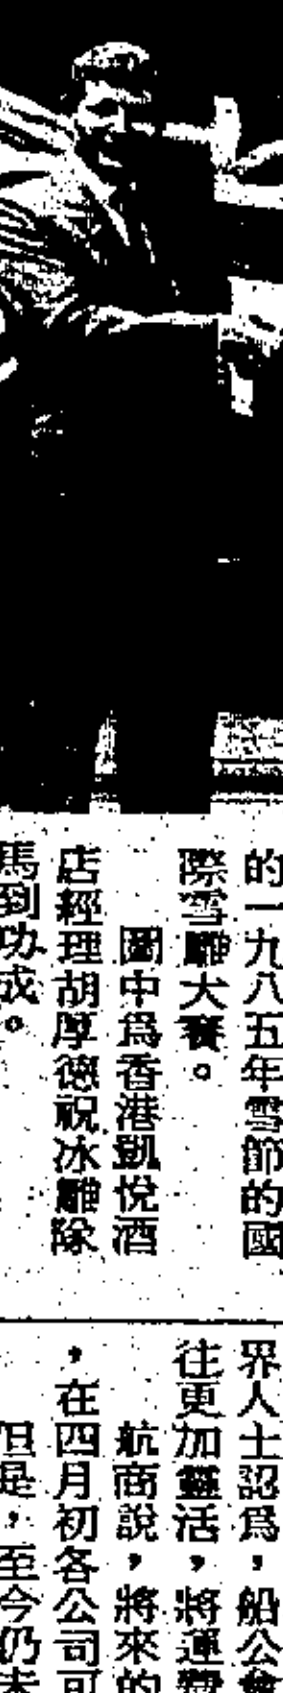 的一九八五年雪節的國
際雪雕大賽。
圖中爲香港凱悅酒
店經理胡厚德祝冰雕隊
馬到功成。
界人士認爲，船公會
往更加靈活，將運費
航商說，將來的
，在四月初各公司可
但是，至今仍未